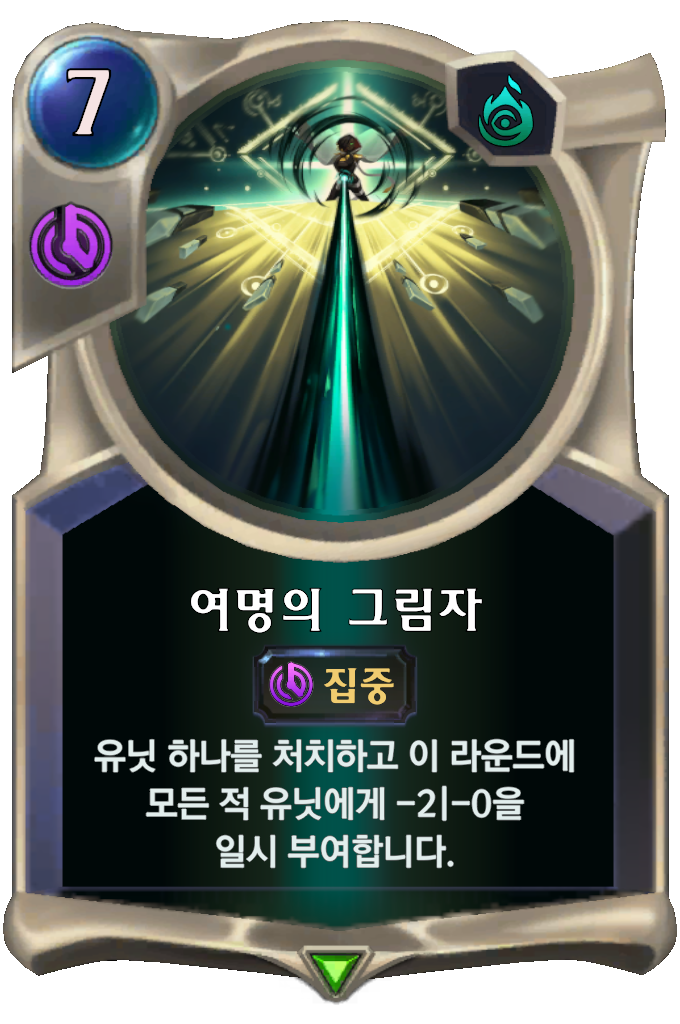 7
여명의 그림자
집중
유닛 하나를 처치하고 이 라운드에
모든 적 유닛에게 -2|-0을
일시 부여합니다.